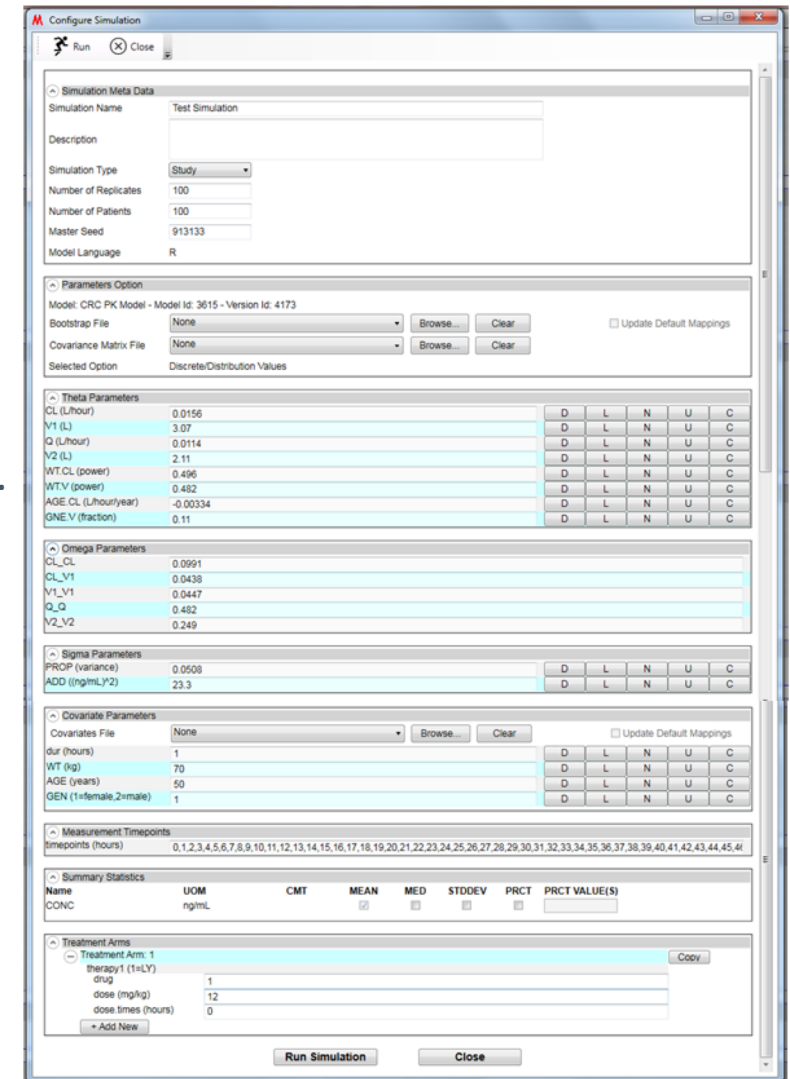 Configure Simulation
Run Close
Simulation Meta Data
Simulation Name Test Simulation
Description
Simulation Type Study
Number of Replicates 100
Number of Patients 100
Master Seed 913133
Model Language R
Parameters Option
Model: CRC PK Model - Model Id: 3615 - Version Id: 4173
Bootstrap File None Browse... Clear Update Default Mappings
Covariance Matrix File None Browse... Clear
Selected Option Discrete/Distribution Values
Theta Parameters
CL (L/hour) 0.0156 D L N U C
V1 (L) 3.07 D L N U C
Q (L/hour) 0.0114 D L N U C
V2 (L) 2.11 D L N U C
WT.CL (power) 0.496 D L N U C
WT.V (power) 0.482 D L N U C
AGE.CL (L/hour/year) -0.00334 D L N U C
GNE.V (fraction) 0.11 D L N U C
Omega Parameters
CL_CL 0.0991
CL_V1 0.0438
V1_V1 0.0447
Q_Q 0.482
V2_V2 0.249
Sigma Parameters
PROP (variance) 0.0508 D L N U C
ADD ((ng/mL)^2) 23.3 D L N U C
Covariate Parameters
Covariates File None Browse... Clear Update Default Mappings
dur (hours) 1 D L N U C
WT (kg) 70 D L N U C
AGE (years) 50 D L N U C
GEN (1=female,2=male) 1 D L N U C
Measurement Timepoints
timepoints (hours) 0,1,2,3,4,5,6,7,8,9,10,11,12,13,14,15,16,17,18,19,20,21,22,23,24,25,26,27,28,29,30,31,32,33,34,35,36,37,38,39,40,41,42,43,44,45,4
Summary Statistics
Name UOM CMT MEAN MED STDDEV PRCT PRCT VALUE(S)
CONC ng/mL
Treatment Arms
Treatment Arm: 1 Copy
therapy1 (1=LY)
drug 1
dose (mg/kg) 12
dose.times (hours) 0
+ Add New
Run Simulation Close